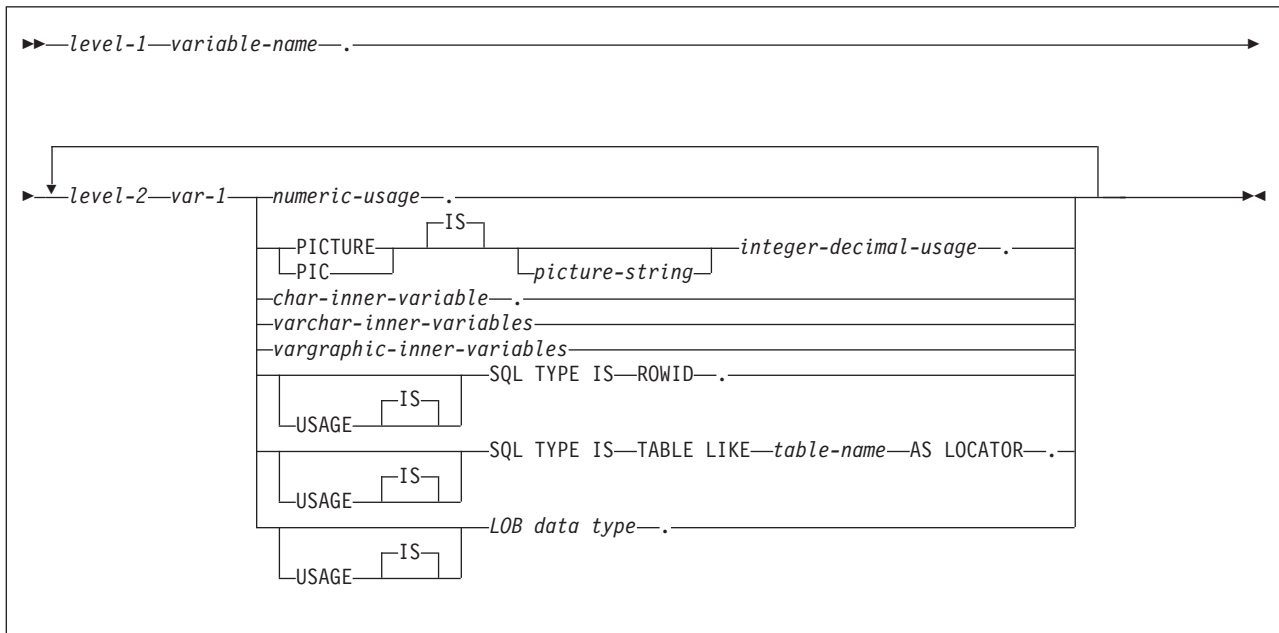 level-1 variable-name .
level-2 var-1 numeric-usage .
IS
PICTURE integer-decimal-usage .
PIC picture-string
char-inner-variable .
varchar-inner-variables
vargraphic-inner-variables
SQL TYPE IS ROWID .
IS
USAGE
SQL TYPE IS TABLE LIKE table-name AS LOCATOR .
IS
USAGE
LOB data type .
IS
USAGE